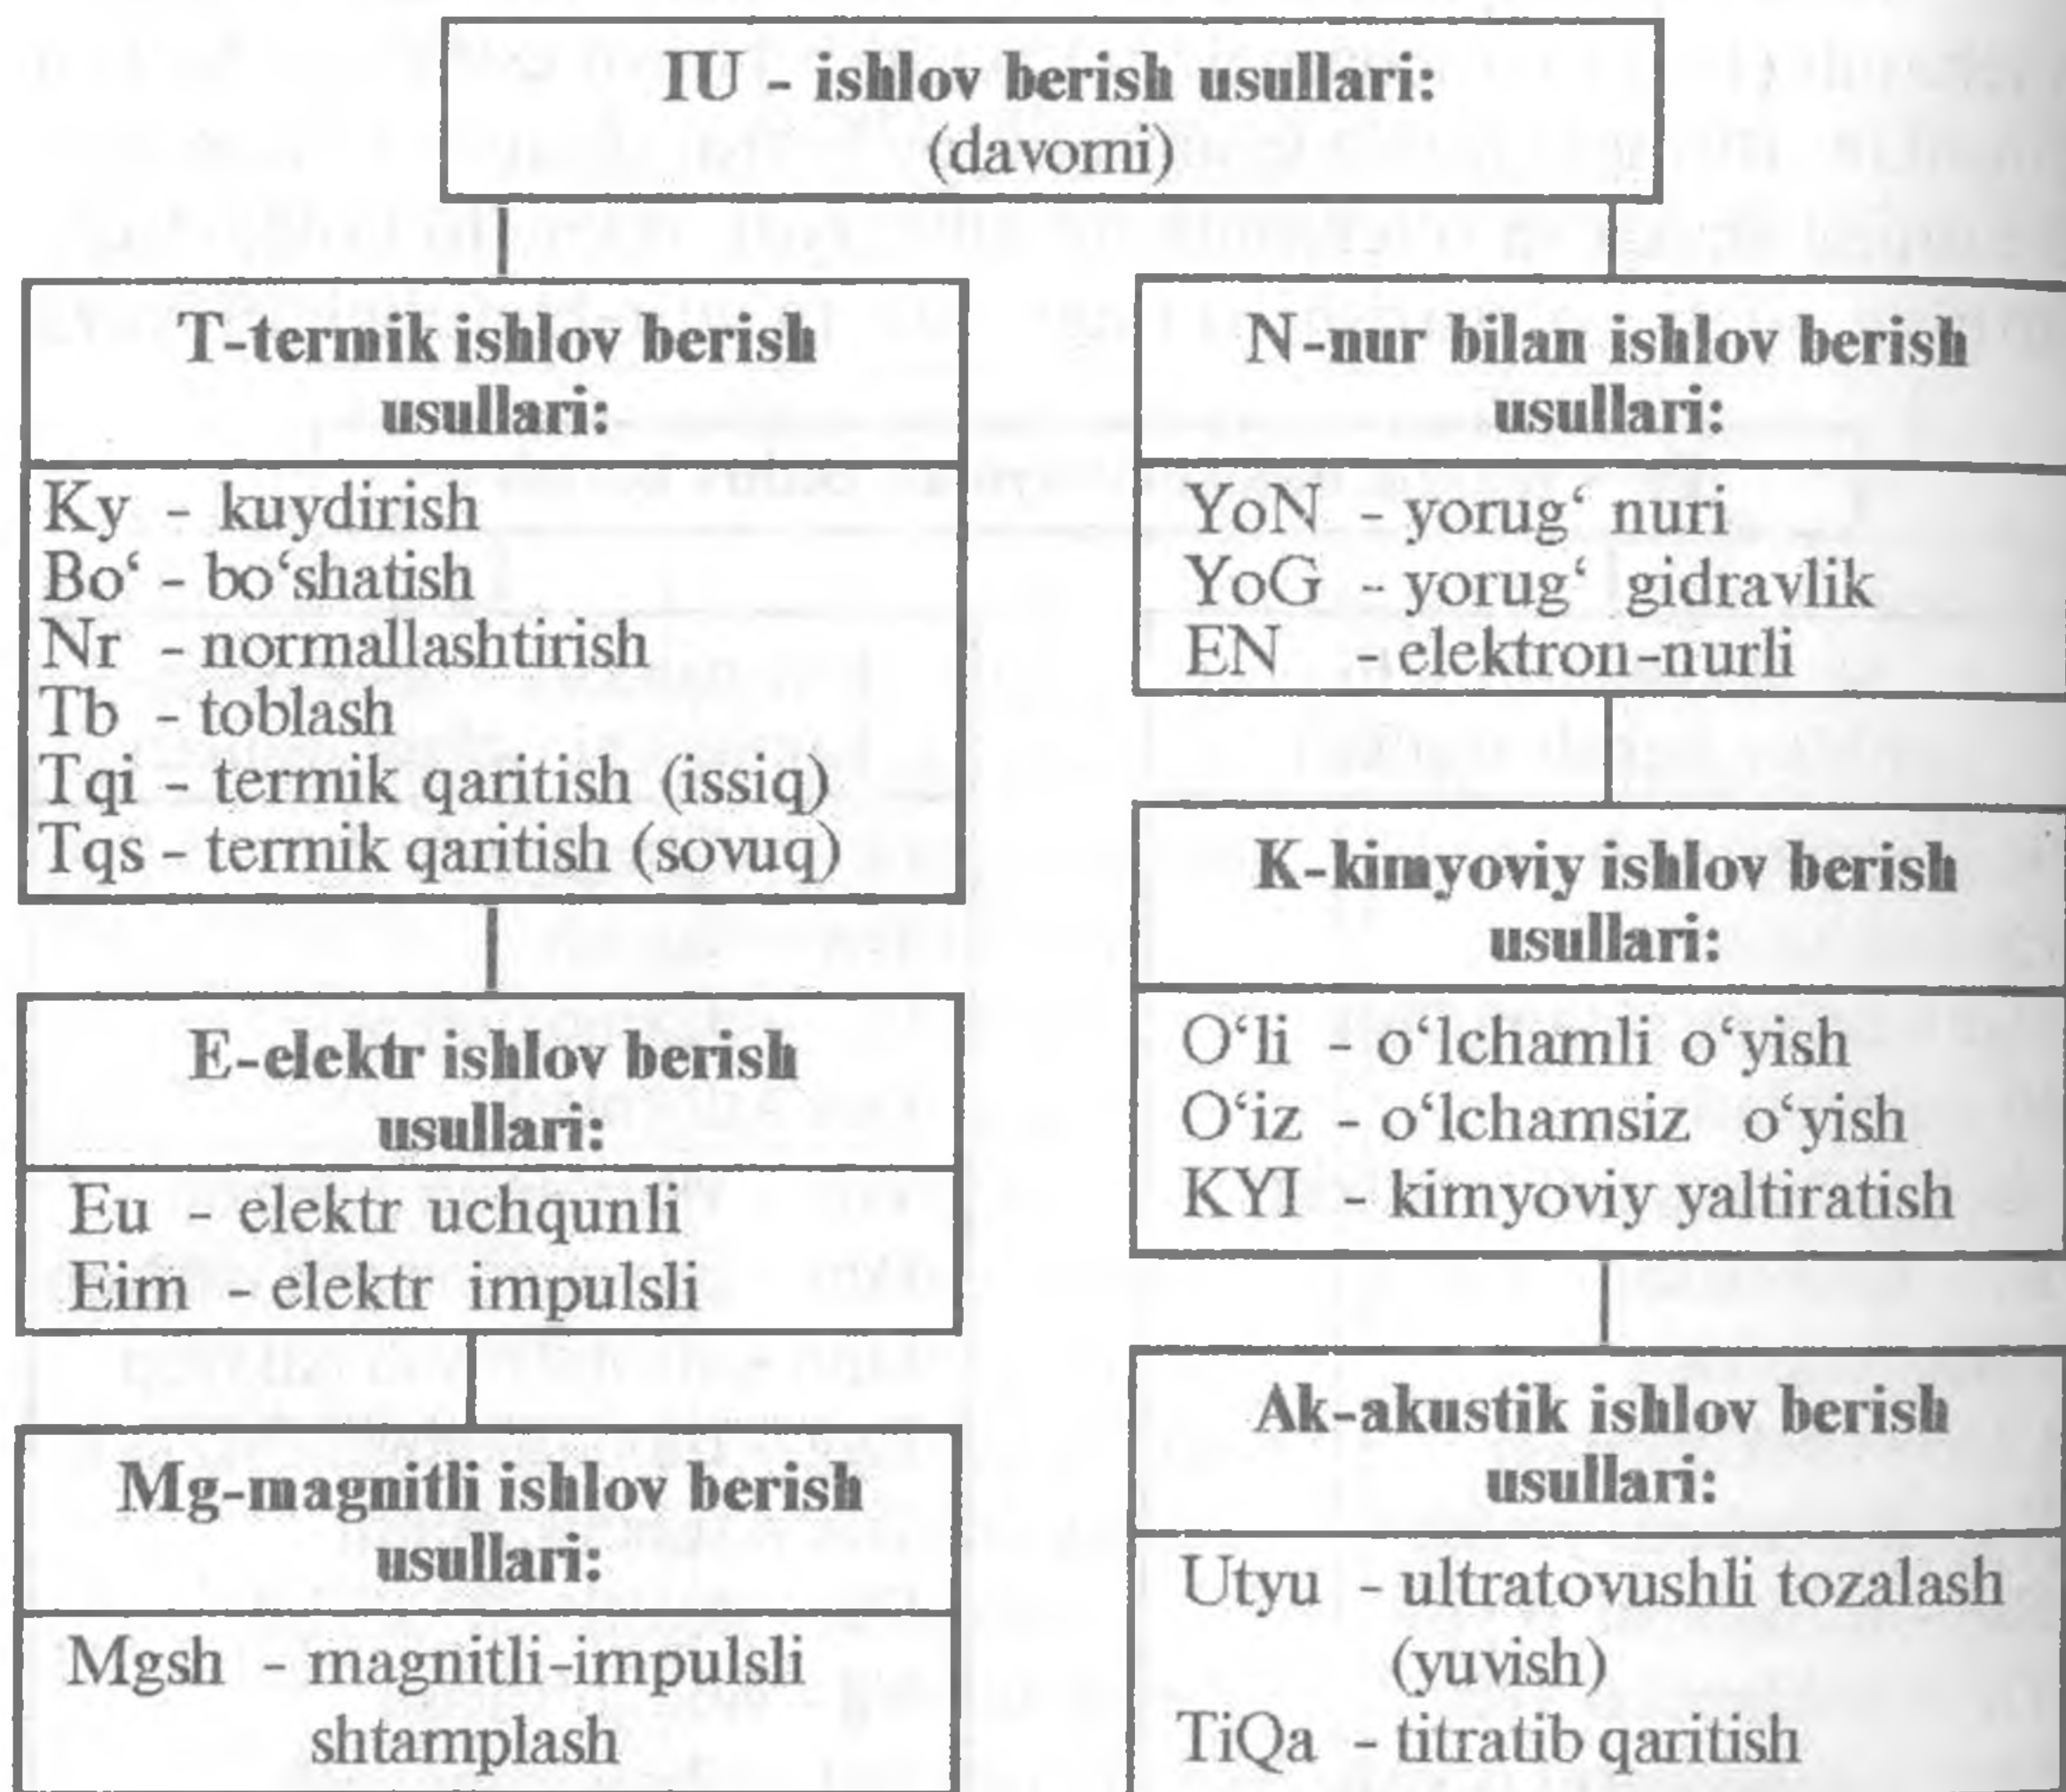 IU - ishlov berish usullari:
(davomi)
T-termik ishlov berish
usullari:
Ky - kuydirish
Bo‘ - bo‘shatish
Nr - normallashtirish
Tb - toblash
Tqi - termik qaritish (issiq)
Tqs - termik qaritish (sovuq)
E-elektr ishlov berish
usullari:
Eu - elektr uchqunli
Eim - elektr impulsli
Mg-magnitli ishlov berish
usullari:
Mgsh - magnitli-impulsli
shtamplash
N-nur bilan ishlov berish
usullari:
YoN - yorug‘ nuri
YoG - yorug‘ gidravlik
EN - elektron-nurli
K-kimyoviy ishlov berish
usullari:
O‘li - o‘lchamli o‘yish
O‘iz - o‘lchamsiz o‘yish
KYI - kimyoviy yaltiratish
Ak-akustik ishlov berish
usullari:
Utyu - ultratovushli tozalash
(yuvish)
TiQa - titratib qaritish